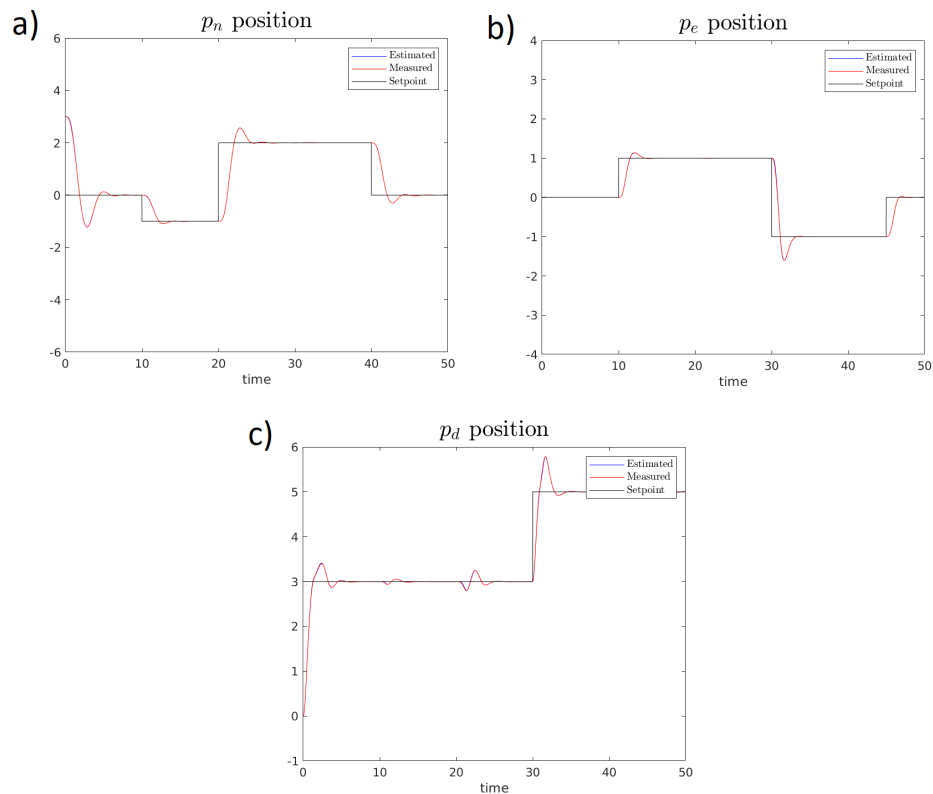 a)
p_n position
6
4
2
0
-2
-4
-6
0 10 20 30 40 50
time
Estimated
Measured
Setpoint
b)
p_e position
4
3
2
1
0
-1
-2
-3
-4
0 10 20 30 40 50
time
Estimated
Measured
Setpoint
c)
p_d position
6
5
4
3
2
1
0
-1
0 10 20 30 40 50
time
Estimated
Measured
Setpoint